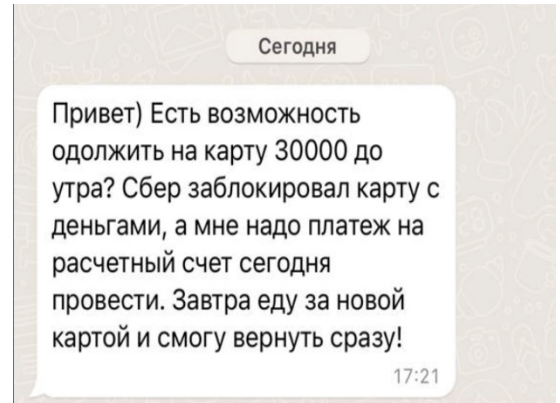 Сегодня
Привет) Есть возможность
одолжить на карту 30000 до
утра? Сбер заблокировал карту с
деньгами, а мне надо платеж на
расчетный счет сегодня
провести. Завтра еду за новой
картой и смогу вернуть сразу!
17:21